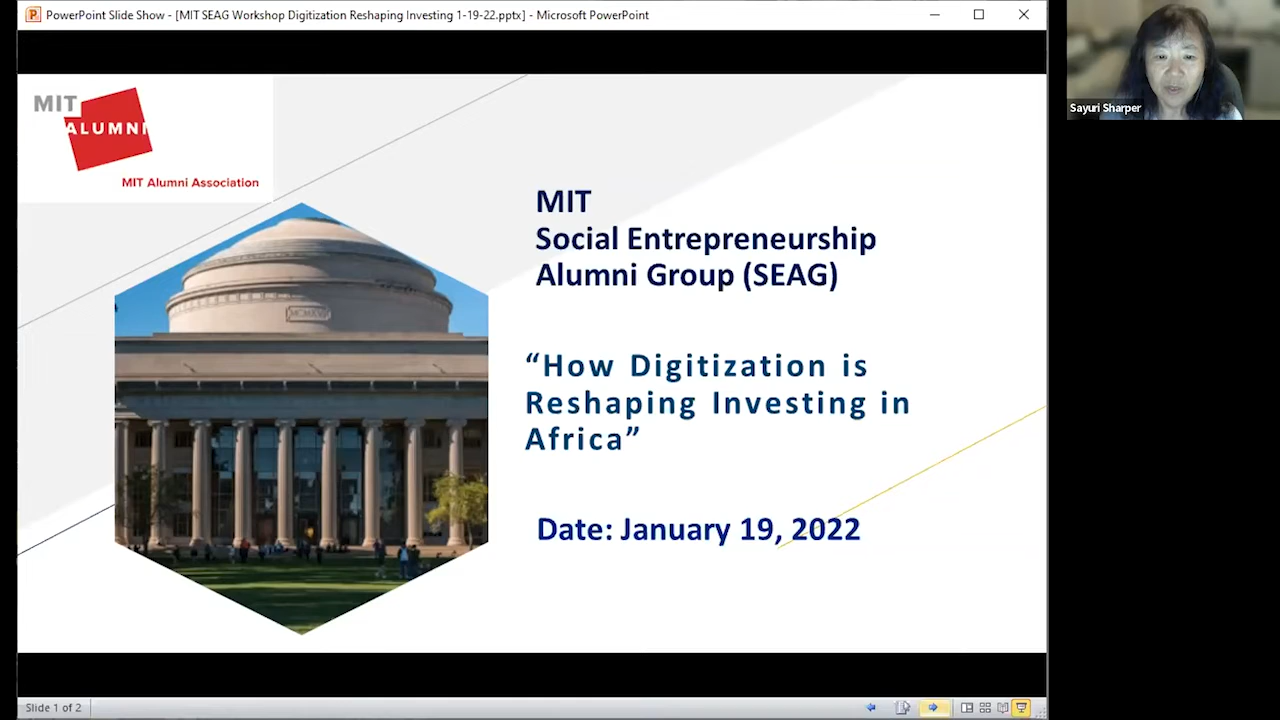 PowerPoint Slide Show - [MIT SEAG Workshop Digitization Reshaping Investing 1-19-22.pptx] - Microsoft PowerPoint
Sayuri Sharper
MIT
ALUMNI
MIT Alumni Association
MCMXVI
MIT
Social Entrepreneurship
Alumni Group (SEAG)
“How Digitization is
Reshaping Investing in
Africa”
Date: January 19, 2022
Slide 1 of 2